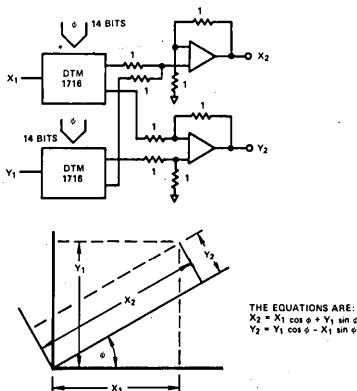 φ
14 BITS
X₁
DTM
1716
1
1
1
1
X₂
φ
14 BITS
Y₁
DTM
1716
1
1
1
1
Y₂
Y₁
X₂
Y₂
φ
X₁
THE EQUATIONS ARE:
X₂ = X₁ cos φ + Y₁ sin φ
Y₂ = Y₁ cos φ - X₁ sin φ